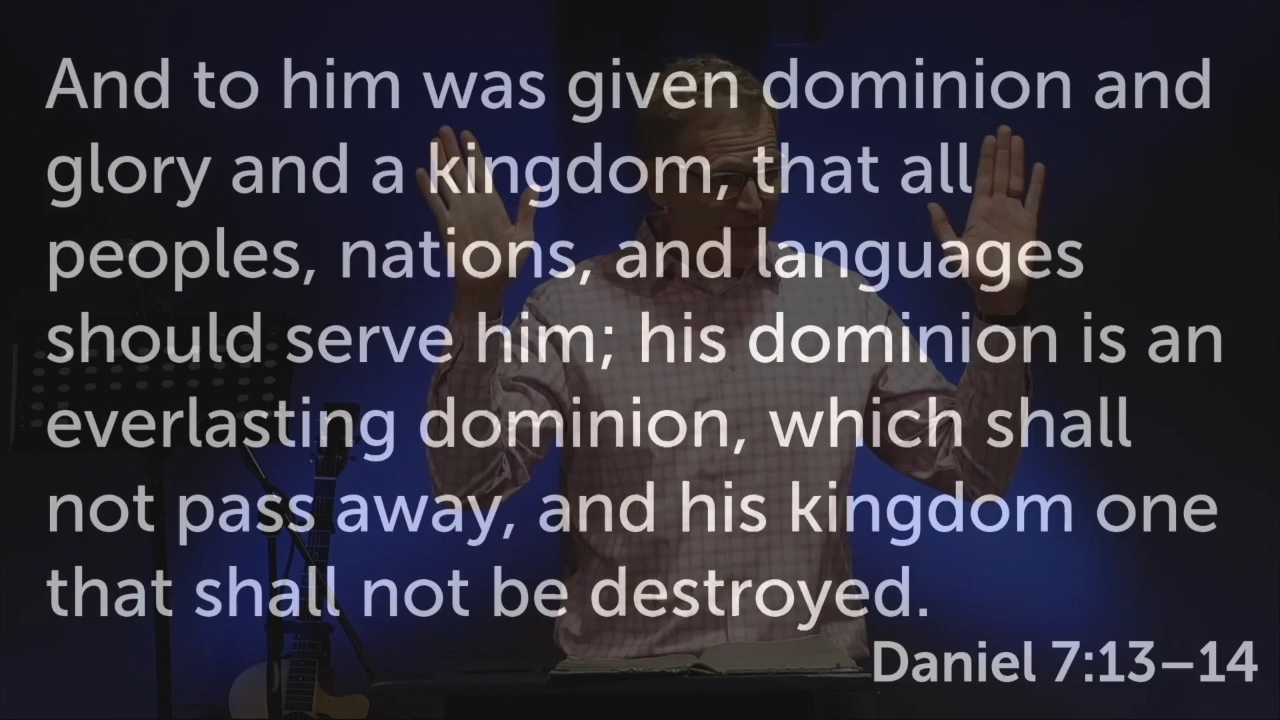 And to him was given dominion and
glory and a kingdom, that all
peoples, nations, and languages
should serve him; his dominion is an
everlasting dominion, which shall
not pass away, and his kingdom one
that shall not be destroyed.
Daniel 7:13–14